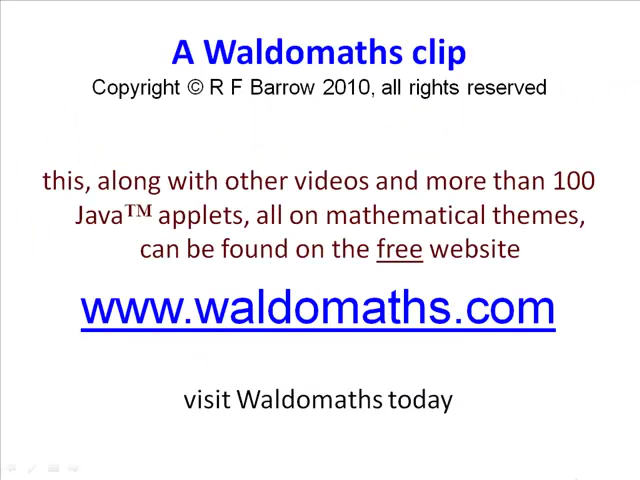 A Waldomaths clip
Copyright © R F Barrow 2010, all rights reserved
this, along with other videos and more than 100
Java™ applets, all on mathematical themes,
can be found on the free website
www.waldomaths.com
visit Waldomaths today